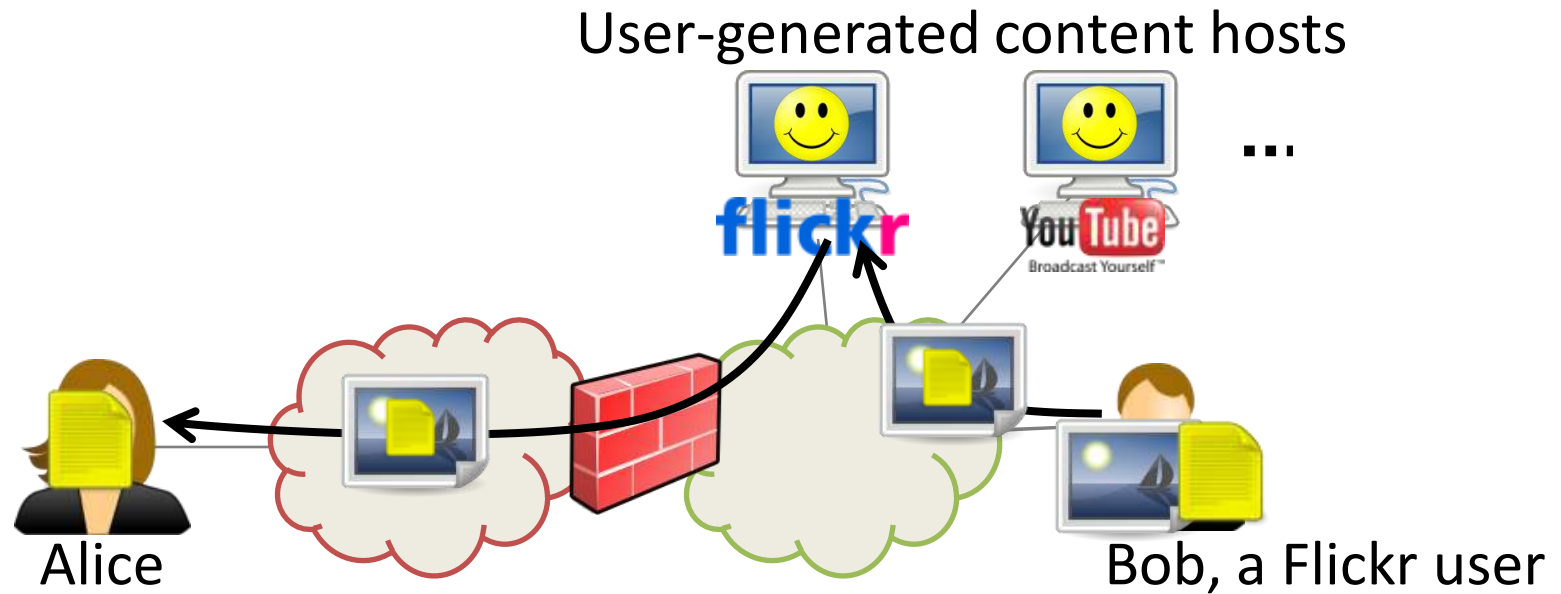 User-generated content hosts
...
flickr
YouTube
Broadcast Yourself™
Alice
Bob, a Flickr user